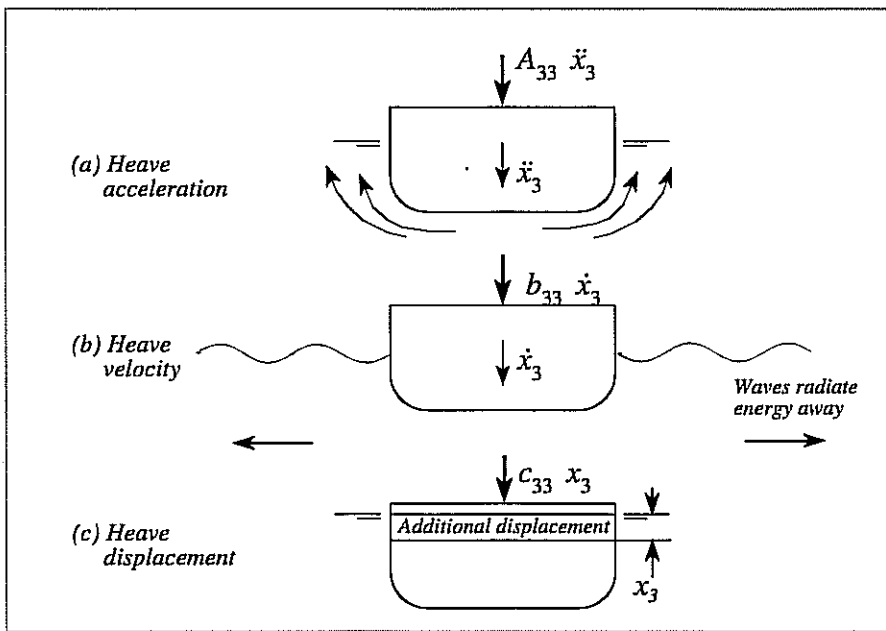 A₃₃ ẍ₃
(a) Heave
acceleration
ẍ₃
b₃₃ ẋ₃
(b) Heave
velocity
ẋ₃
Waves radiate
energy away
c₃₃ x₃
(c) Heave
displacement
Additional displacement
x₃